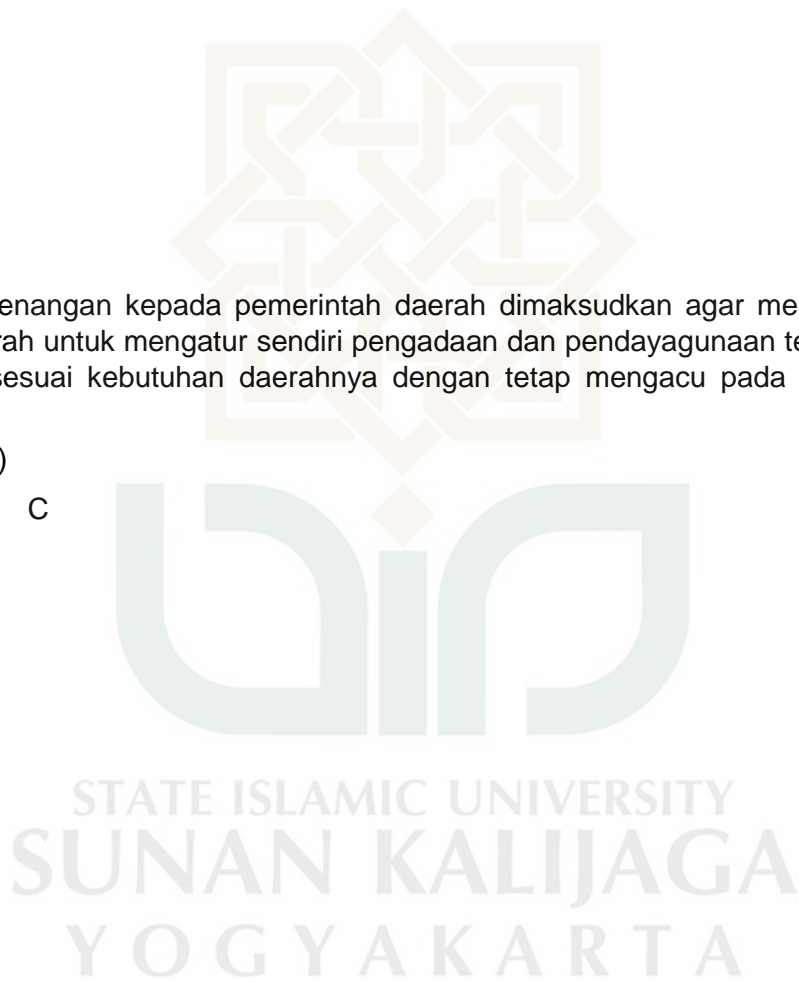 enangan kepada pemerintah daerah dimaksudkan agar me
rah untuk mengatur sendiri pengadaan dan pendayagunaan te
sesuai kebutuhan daerahnya dengan tetap mengacu pada
)
C
STATE ISLAMIC UNIVERSITY
SUNAN KALIJAGA
YOGYAKARTA